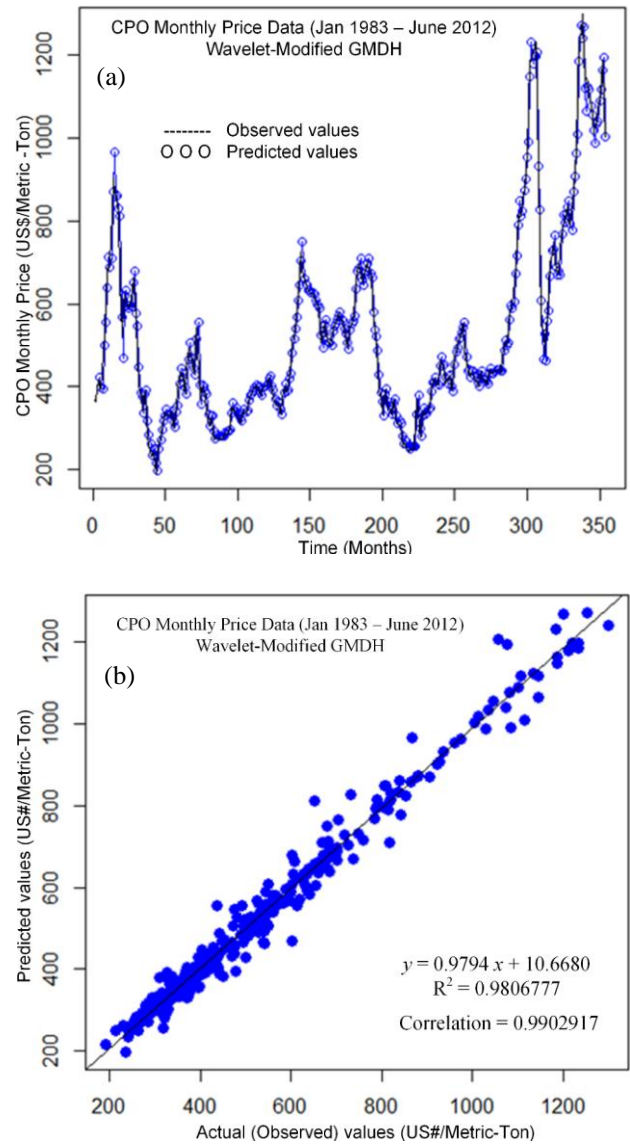 CPO Monthly Price Data (Jan 1983 – June 2012)
Wavelet-Modified GMDH
(a)
-------- Observed values
O O O Predicted values
CPO Monthly Price (US$/Metric -Ton)
1200
1000
800
600
400
200
0 50 100 150 200 250 300 350
Time (Months)
CPO Monthly Price Data (Jan 1983 – June 2012)
Wavelet-Modified GMDH
(b)
Predicted values (US#/Metric-Ton)
1200
1000
800
600
400
200
y = 0.9794 x + 10.6680
R² = 0.9806777
Correlation = 0.9902917
200 400 600 800 1000 1200
Actual (Observed) values (US#/Metric-Ton)